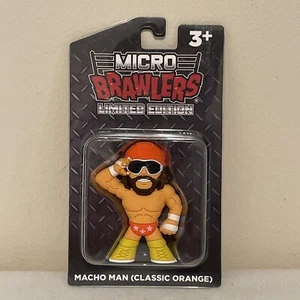 3+
MICRO
BRAWLERS®
LIMITED EDITION
MACHO MAN (CLASSIC ORANGE)